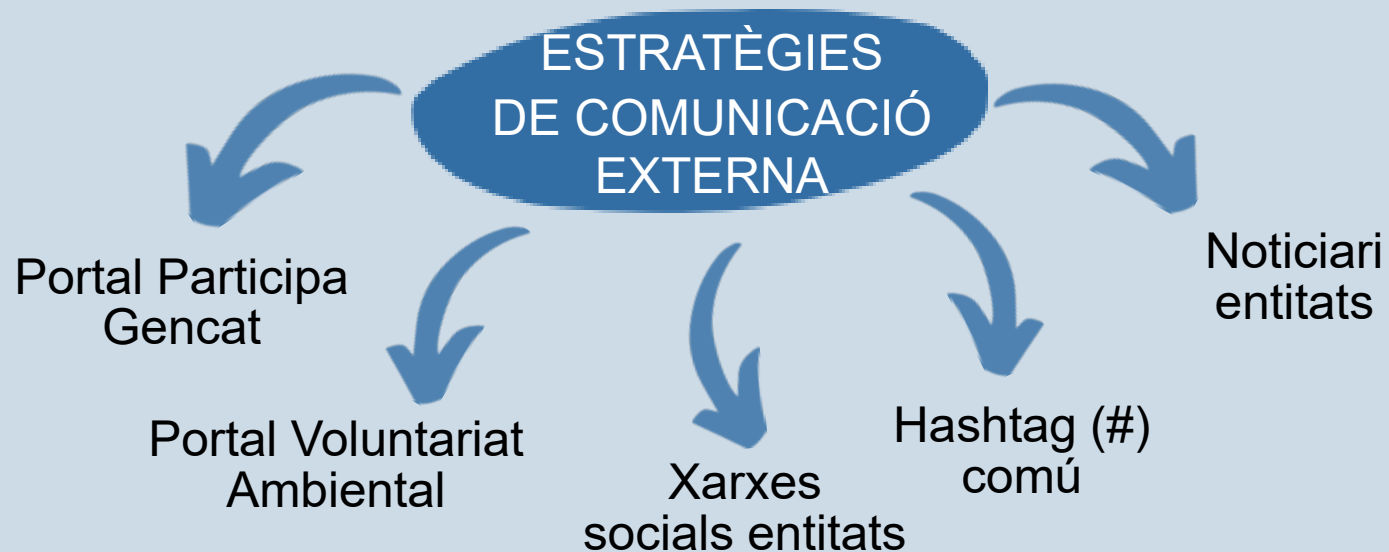 ESTRATÈGIES
DE COMUNICACIÓ
EXTERNA
Portal Participa
Gencat
Portal Voluntariat
Ambiental
Xarxes
socials entitats
Hashtag (#)
comú
Noticiari
entitats